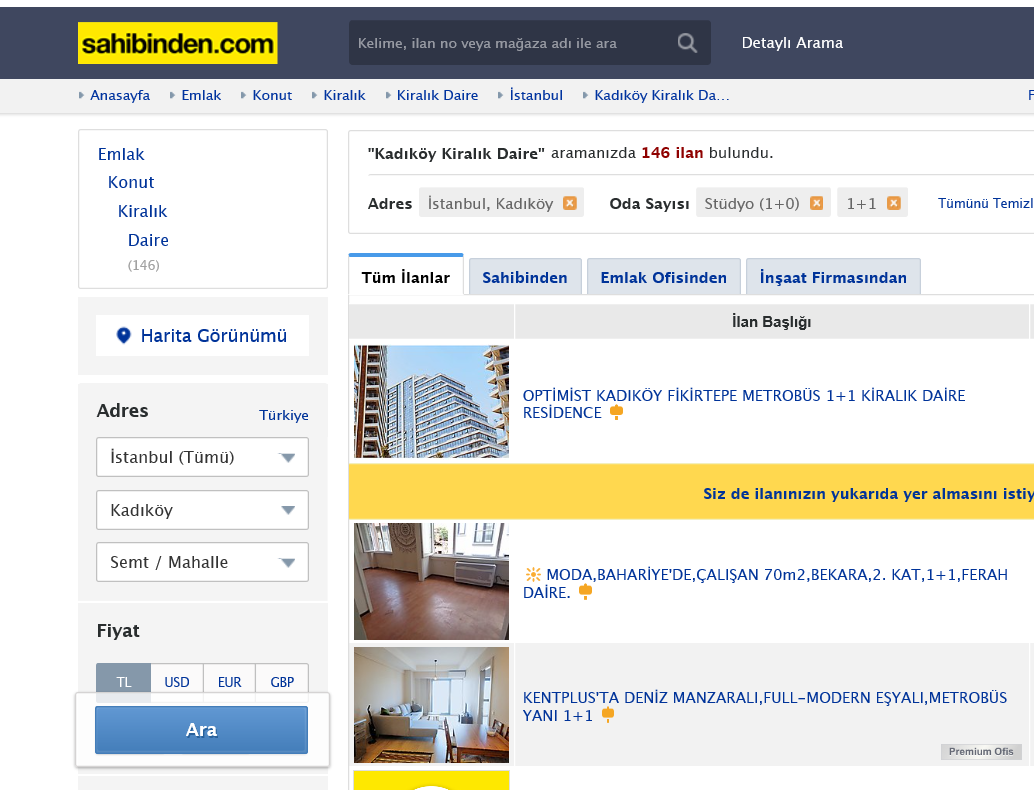 sahibinden.com
Kelime, ilan no veya mağaza adı ile ara
Detaylı Arama
Anasayfa
Emlak
Konut
Kiralık
Kiralık Daire
İstanbul
Kadıköy Kiralık Da...
Emlak
Konut
Kiralık
Daire
(146)
Harita Görünümü
Adres
Türkiye
İstanbul (Tümü)
Kadıköy
Semt / Mahalle
Fiyat
TL
USD
EUR
GBP
Ara
"Kadıköy Kiralık Daire" aramanızda 146 ilan bulundu.
Adres İstanbul, Kadıköy Oda Sayısı Stüdyo (1+0) 1+1 Tümünü Temizl
Tüm İlanlar
Sahibinden
Emlak Ofisinden
İnşaat Firmasından
İlan Başlığı
OPTİMİST KADIKÖY FİKİRTEPE METROBÜS 1+1 KİRALIK DAİRE
RESİDENCE
Siz de ilanınızın yukarıda yer almasını istiy
MODA,BAHARİYE'DE,ÇALIŞAN 70m2,BEKARA,2. KAT,1+1,FERAH
DAİRE.
KENTPLUS'TA DENİZ MANZARALI,FULL-MODERN EŞYALI,METROBÜS
YANI 1+1
Premium Ofis